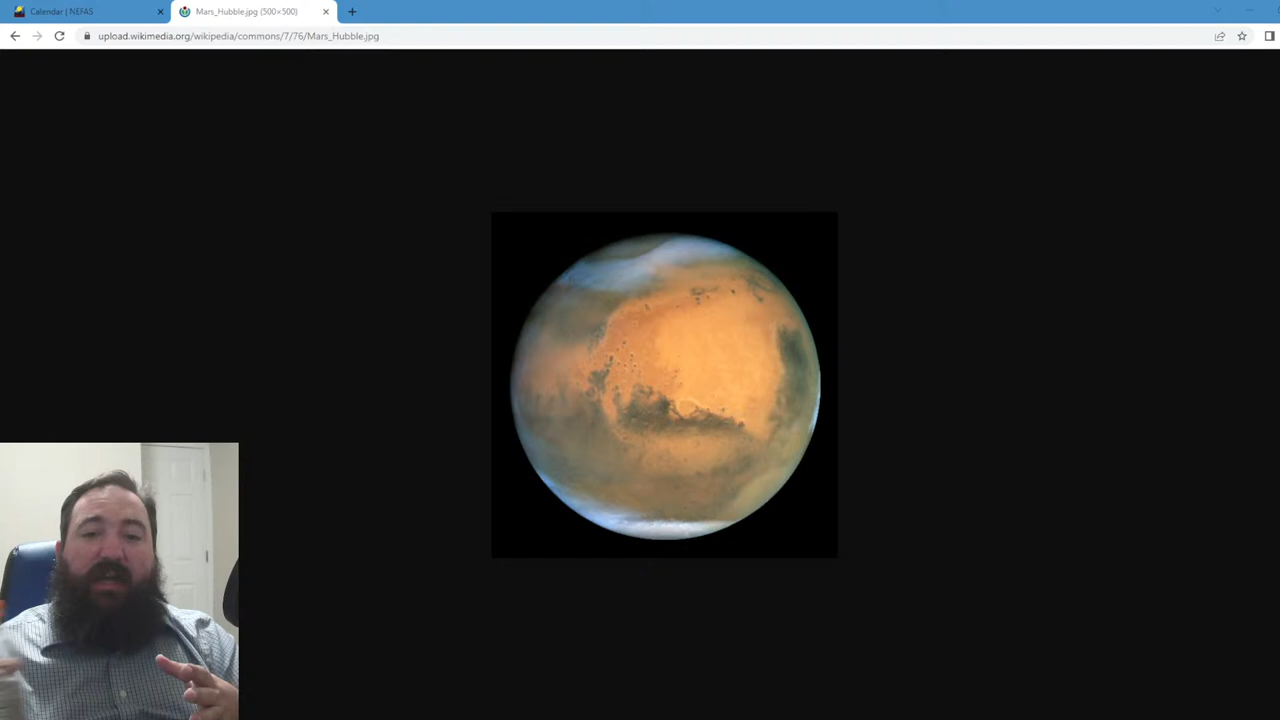 Calendar | NEFAS
Mars_Hubble.jpg (500×500)
upload.wikimedia.org/wikipedia/commons/7/76/Mars_Hubble.jpg